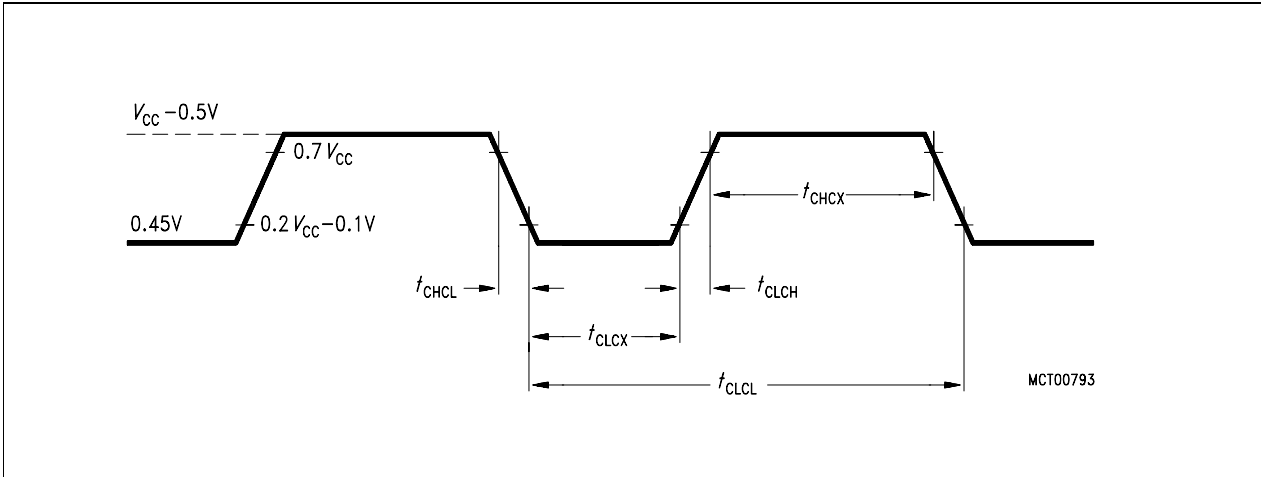 V_CC −0.5V
0.7 V_CC
t_CHCX
0.45V
0.2 V_CC −0.1V
t_CHCL
t_CLCH
t_CLCX
t_CLCL
MCT00793